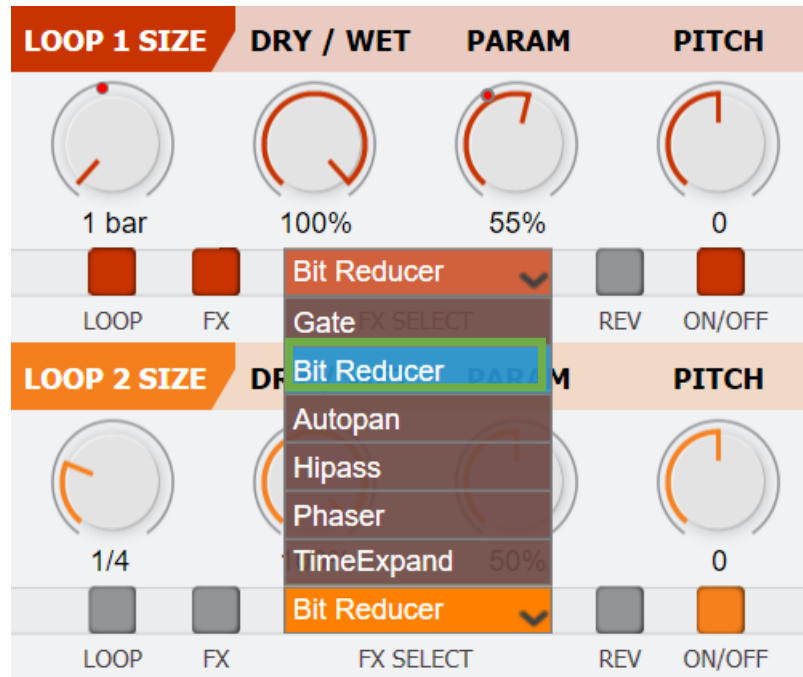 LOOP 1 SIZE DRY / WET PARAM PITCH
1 bar 100% 55% 0
Bit Reducer
LOOP FX Gate FX SELECT REV ON/OFF
LOOP 2 SIZE Bit Reducer PARAM PITCH
Autopan
Hipass
Phaser
1/4 TimeExpand 50% 0
Bit Reducer
LOOP FX FX SELECT REV ON/OFF